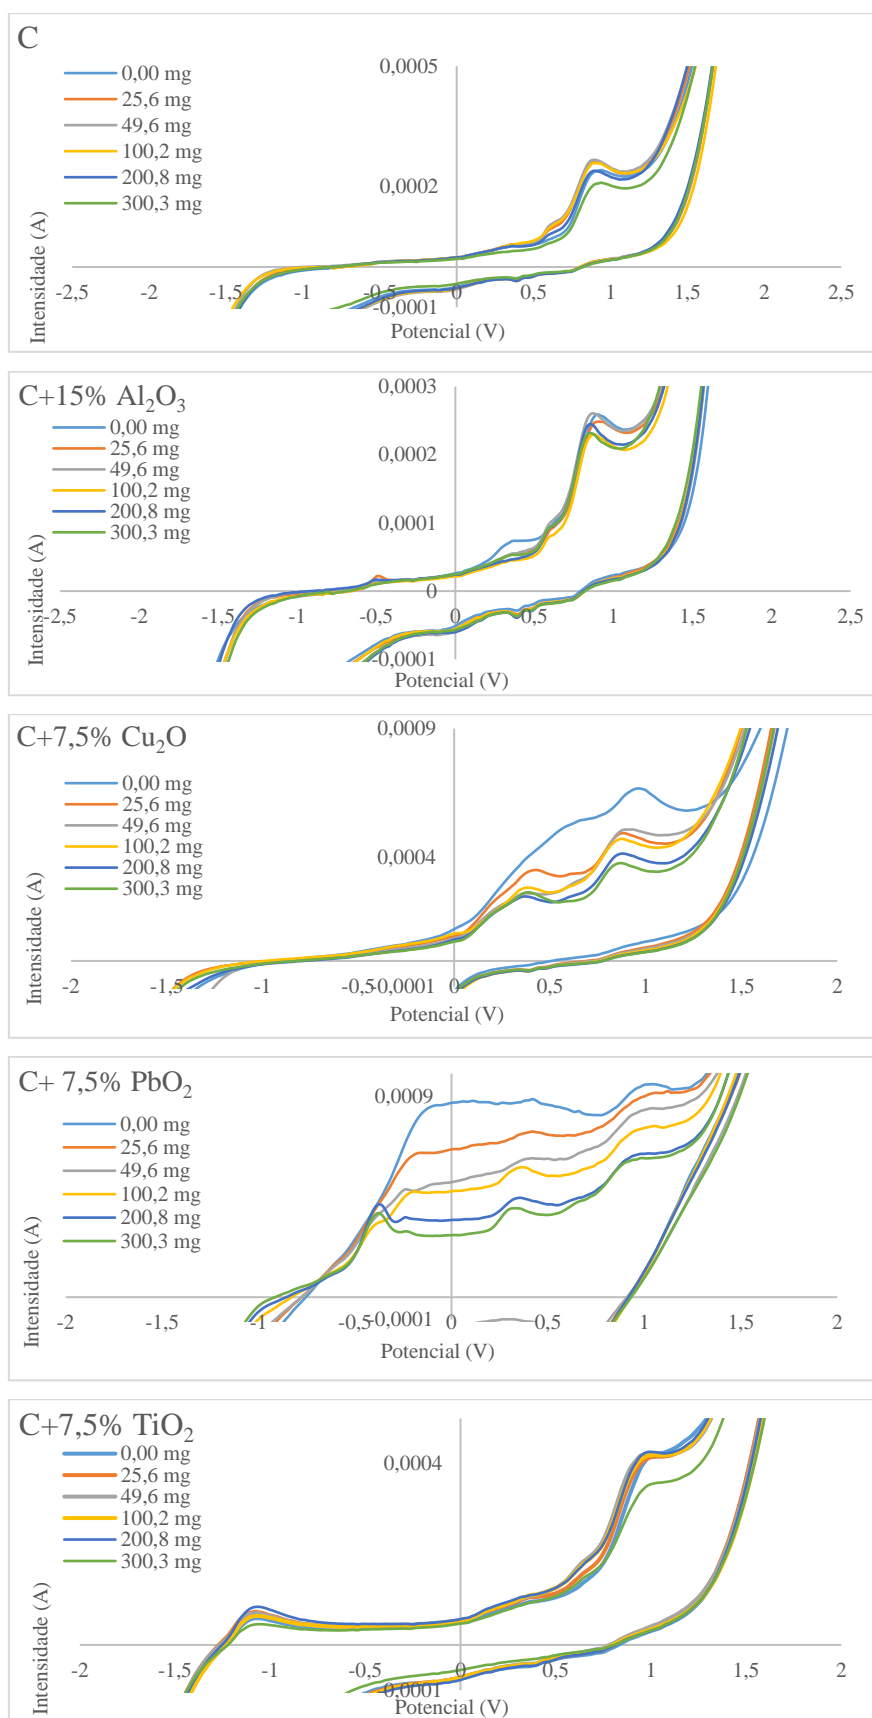 C
0,00 mg
25,6 mg
49,6 mg
100,2 mg
200,8 mg
300,3 mg
0,0005
0,0002
-0,0001
-2,5 -2 -1,5 -1 -0,5 0 0,5 1 1,5 2 2,5
Intensidade (A)
Potencial (V)
C+15% Al₂O₃
0,00 mg
25,6 mg
49,6 mg
100,2 mg
200,8 mg
300,3 mg
0,0003
0,0002
0,0001
0
-0,0001
-2,5 -2 -1,5 -1 -0,5 0 0,5 1 1,5 2 2,5
Intensidade (A)
Potencial (V)
C+7,5% Cu₂O
0,00 mg
25,6 mg
49,6 mg
100,2 mg
200,8 mg
300,3 mg
0,0009
0,0004
-0,0001
-2 -1,5 -1 -0,5 0 0,5 1 1,5 2
Intensidade (A)
Potencial (V)
C+ 7,5% PbO₂
0,00 mg
25,6 mg
49,6 mg
100,2 mg
200,8 mg
300,3 mg
0,0009
-0,0001
-2 -1,5 -1 -0,5 0 0,5 1 1,5 2
Intensidade (A)
Potencial (V)
C+7,5% TiO₂
0,00 mg
25,6 mg
49,6 mg
100,2 mg
200,8 mg
300,3 mg
0,0004
-0,0001
-2 -1,5 -1 -0,5 0 0,5 1 1,5 2
Intensidade (A)
Potencial (V)